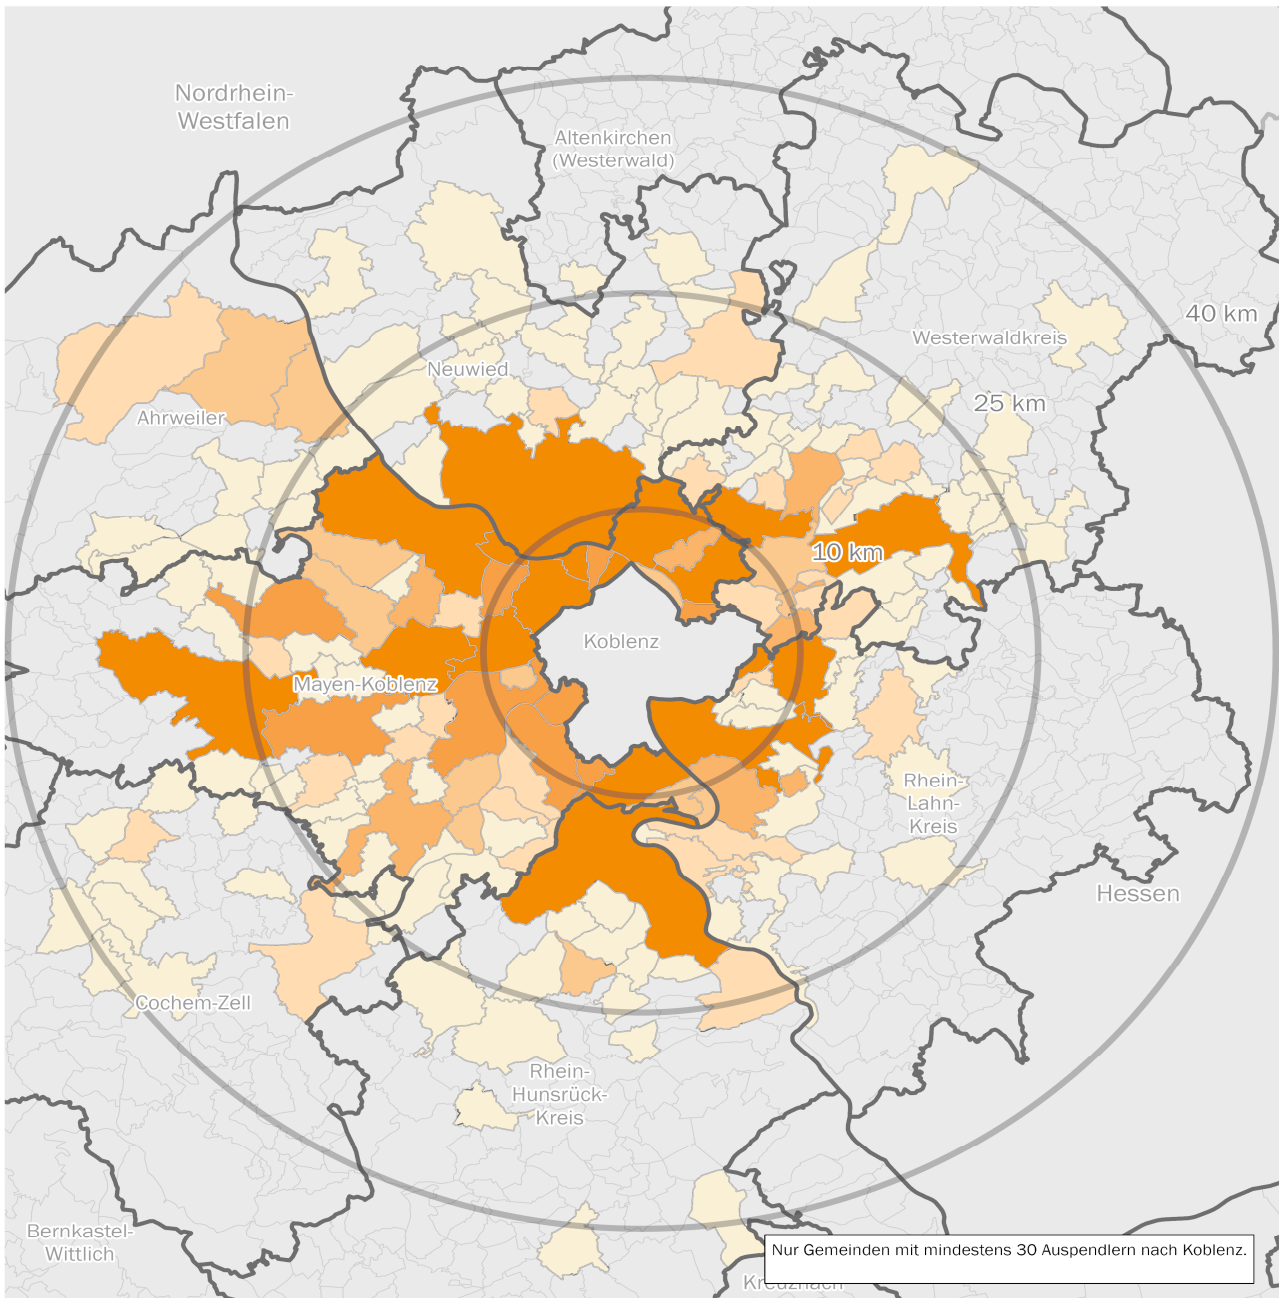 Nordrhein-
Westfalen
Altenkirchen
(Westerwald)
40 km
Westerwaldkreis
Neuwied
25 km
Ahrweiler
10 km
Koblenz
Mayen-Koblenz
Rhein-
Lahn-
Kreis
Hessen
Cochem-Zell
Rhein-
Hunsrück-
Kreis
Bernkastel-
Wittlich
Nur Gemeinden mit mindestens 30 Auspendlern nach Koblenz.
Kreuznach